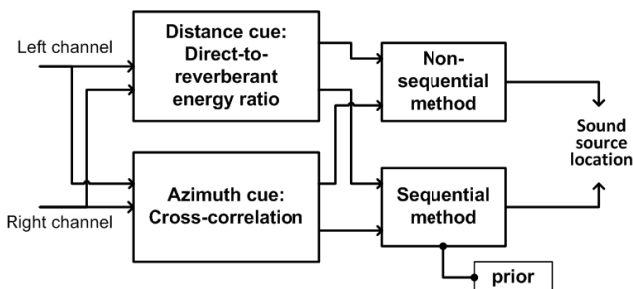 Left channel
Right channel
Distance cue:
Direct-to-
reverberant
energy ratio
Azimuth cue:
Cross-correlation
Non-
sequential
method
Sequential
method
prior
Sound
source
location